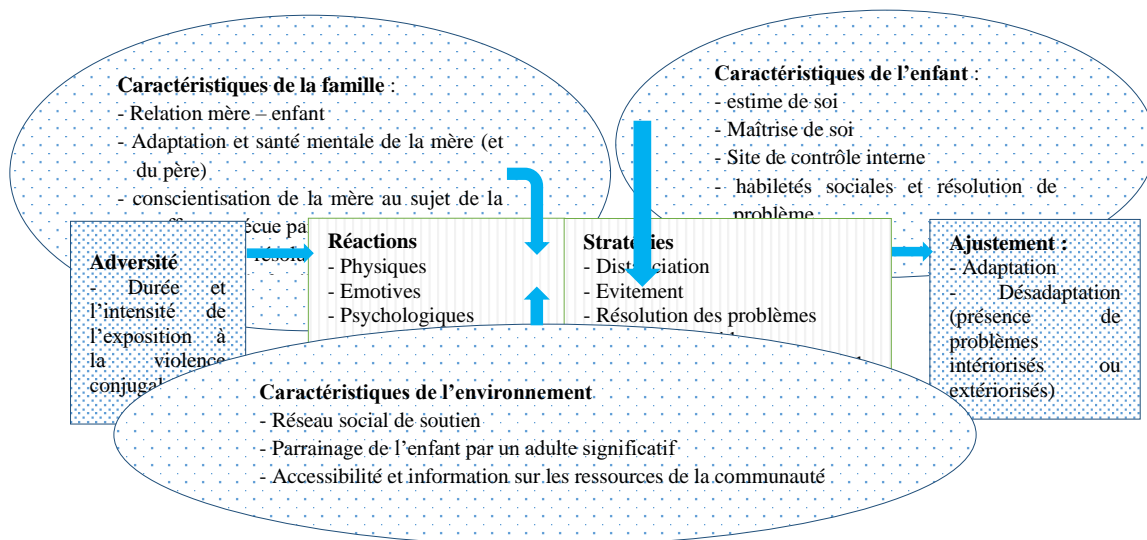 Caractéristiques de la famille :
- Relation mère – enfant
- Adaptation et santé mentale de la mère (et
du père)
- conscientisation de la mère au sujet de la
Caractéristiques de l’enfant :
- estime de soi
- Maîtrise de soi
- Site de contrôle interne
- habiletés sociales et résolution de
problème
Adversité
- Durée et
l’intensité de
l’exposition à
la violence
Réactions
- Physiques
- Emotives
- Psychologiques
Stratégies
- Distanciation
- Evitement
- Résolution des problèmes
Ajustement :
- Adaptation
- Désadaptation
(présence de
problèmes
intériorisés ou
extériorisés)
Caractéristiques de l’environnement
- Réseau social de soutien
- Parrainage de l’enfant par un adulte significatif
- Accessibilité et information sur les ressources de la communauté